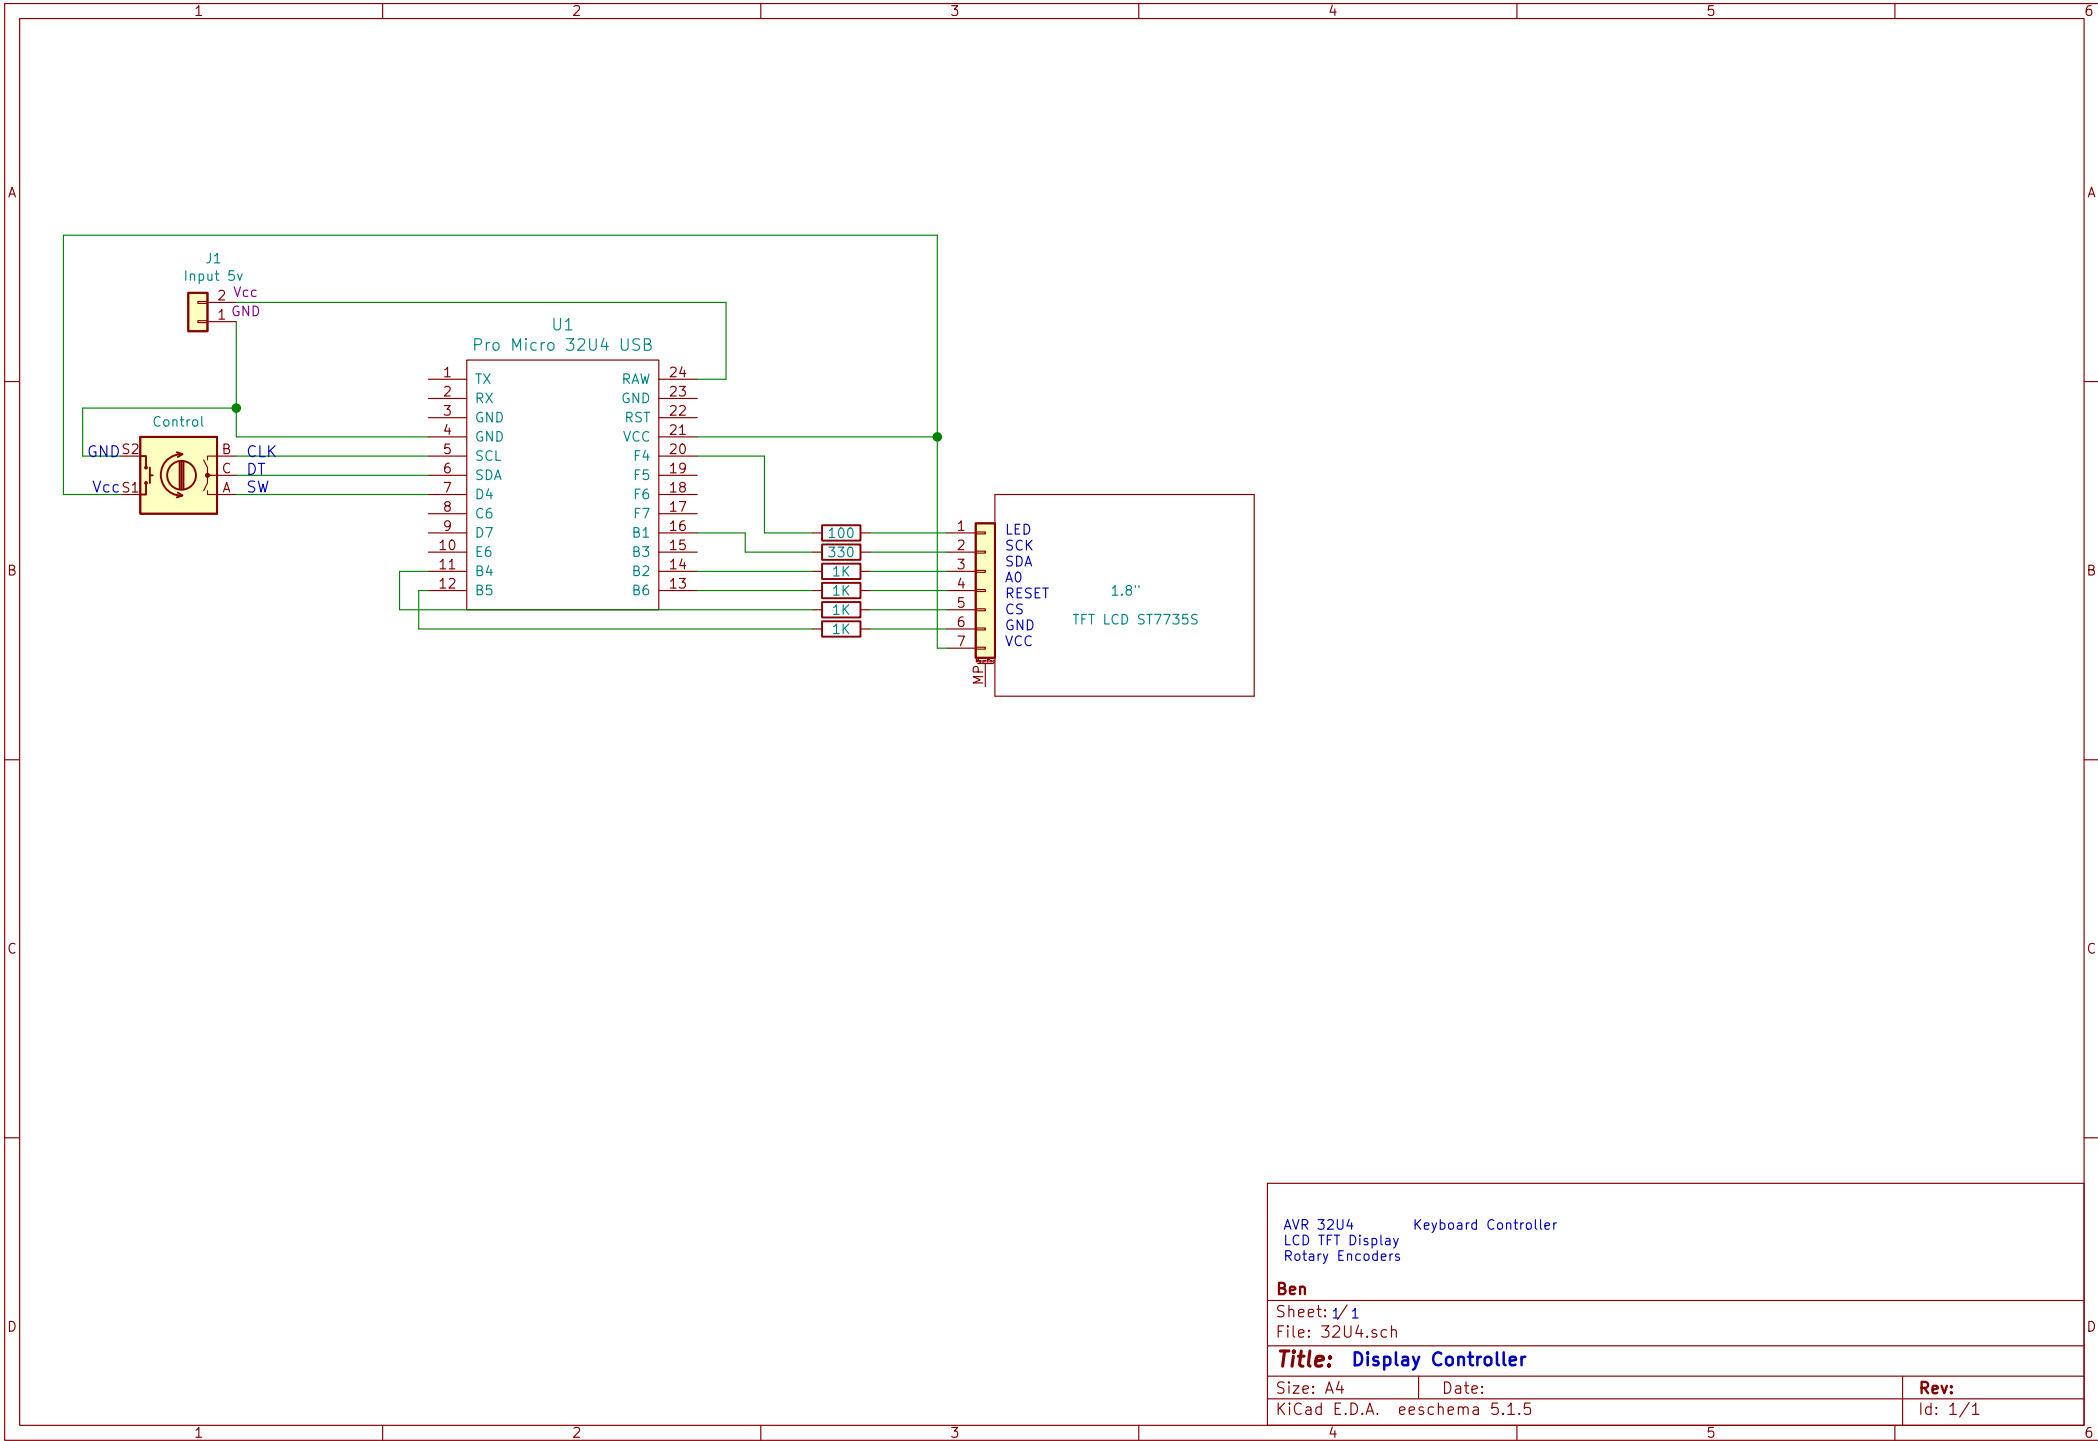 1 2 3 4 5 6
A A
J1
Input 5v
2 Vcc
1 GND
U1
Pro Micro 32U4 USB
1 TX RAW 24
2 RX GND 23
3 GND RST 22
4 GND VCC 21
5 SCL F4 20
6 SDA F5 19
7 D4 F6 18
8 C6 F7 17
9 D7 B1 16
10 E6 B3 15
11 B4 B2 14
12 B5 B6 13
Control
GND S2 B CLK
C DT
Vcc S1 A SW
100
330
1K
1K
1K
1K
1
2
3
4
5
6
7
MP
LED
SCK
SDA
A0
RESET
CS
GND
VCC
1.8"
TFT LCD ST7735S
B B
C C
D D
AVR 32U4 Keyboard Controller
LCD TFT Display
Rotary Encoders
Ben
Sheet: 1/1
File: 32U4.sch
Title: Display Controller
Size: A4 Date: Rev:
KiCad E.D.A. eeschema 5.1.5 Id: 1/1
1 2 3 4 5 6